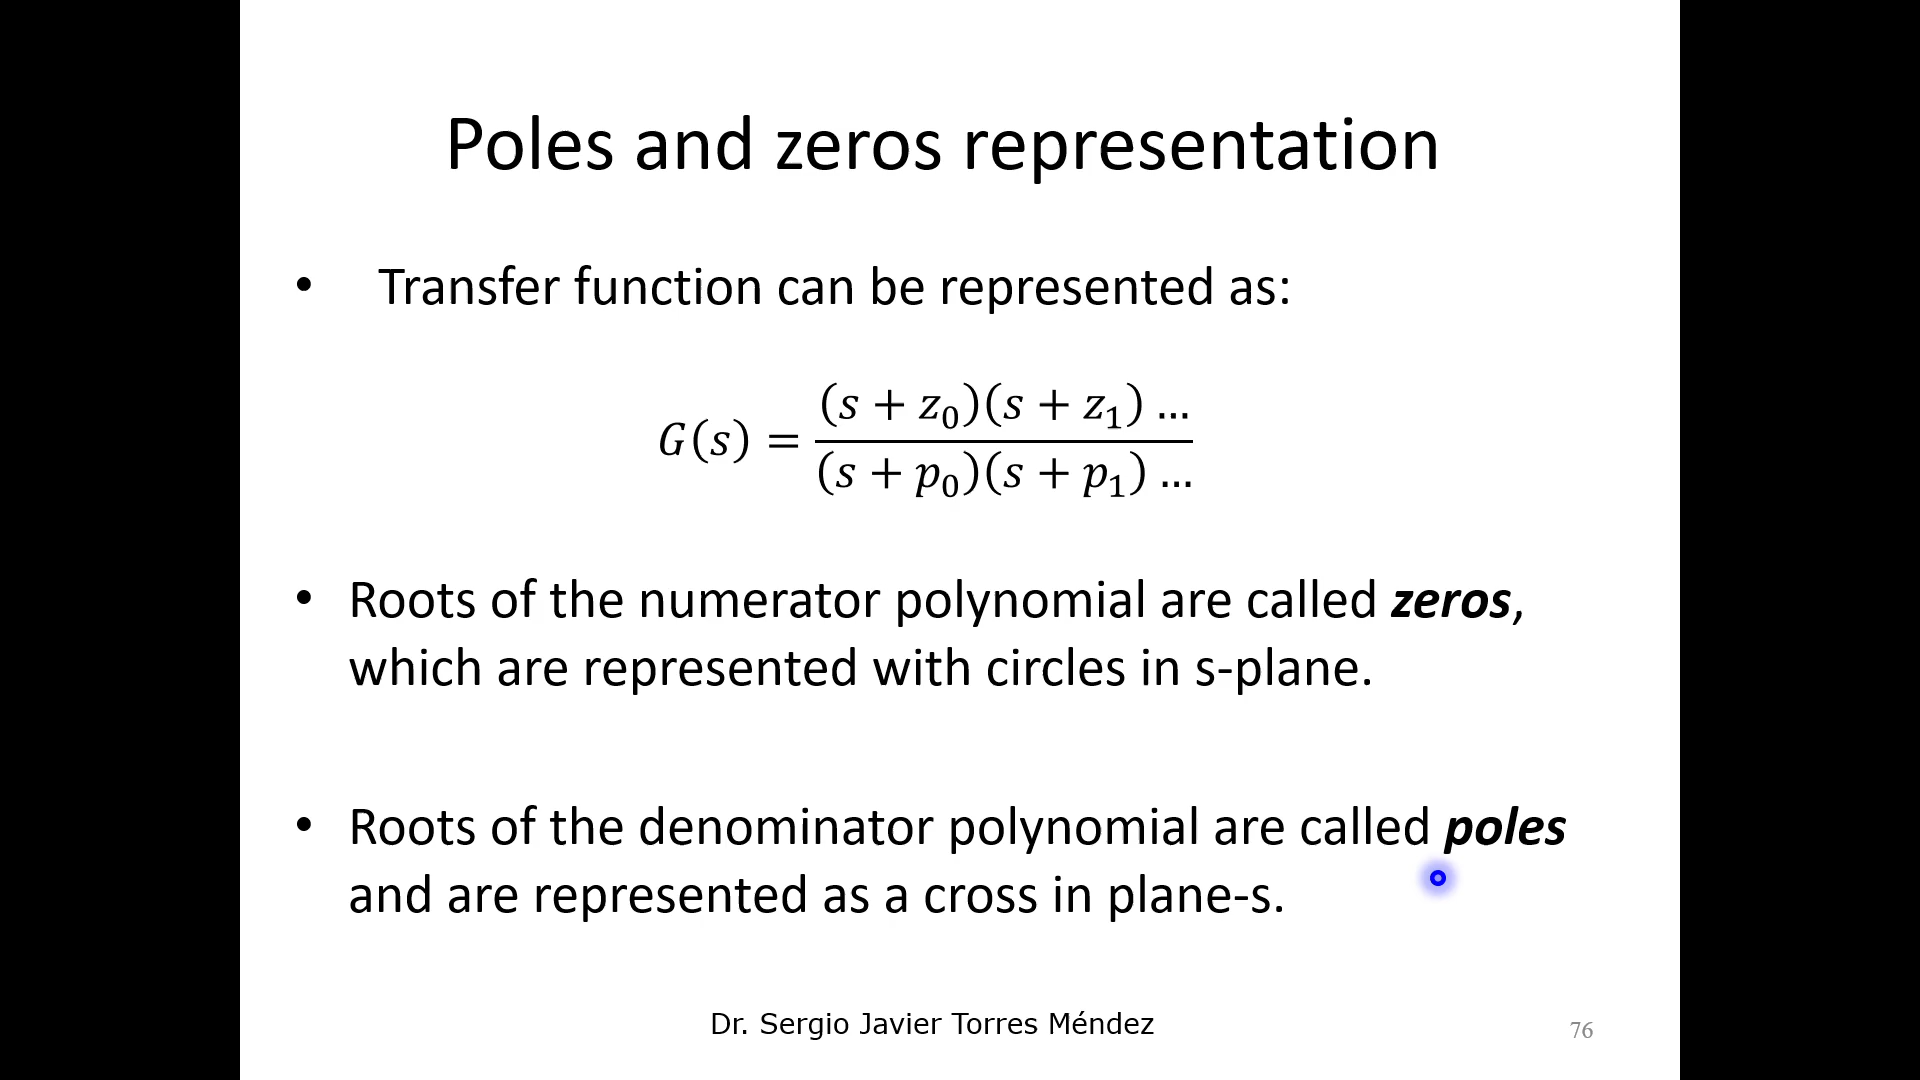 Poles and zeros representation
• Transfer function can be represented as:
G(s) = (s + z₀)(s + z₁) ... / (s + p₀)(s + p₁) ...
• Roots of the numerator polynomial are called zeros,
which are represented with circles in s-plane.
• Roots of the denominator polynomial are called poles
and are represented as a cross in plane-s.
Dr. Sergio Javier Torres Méndez
76